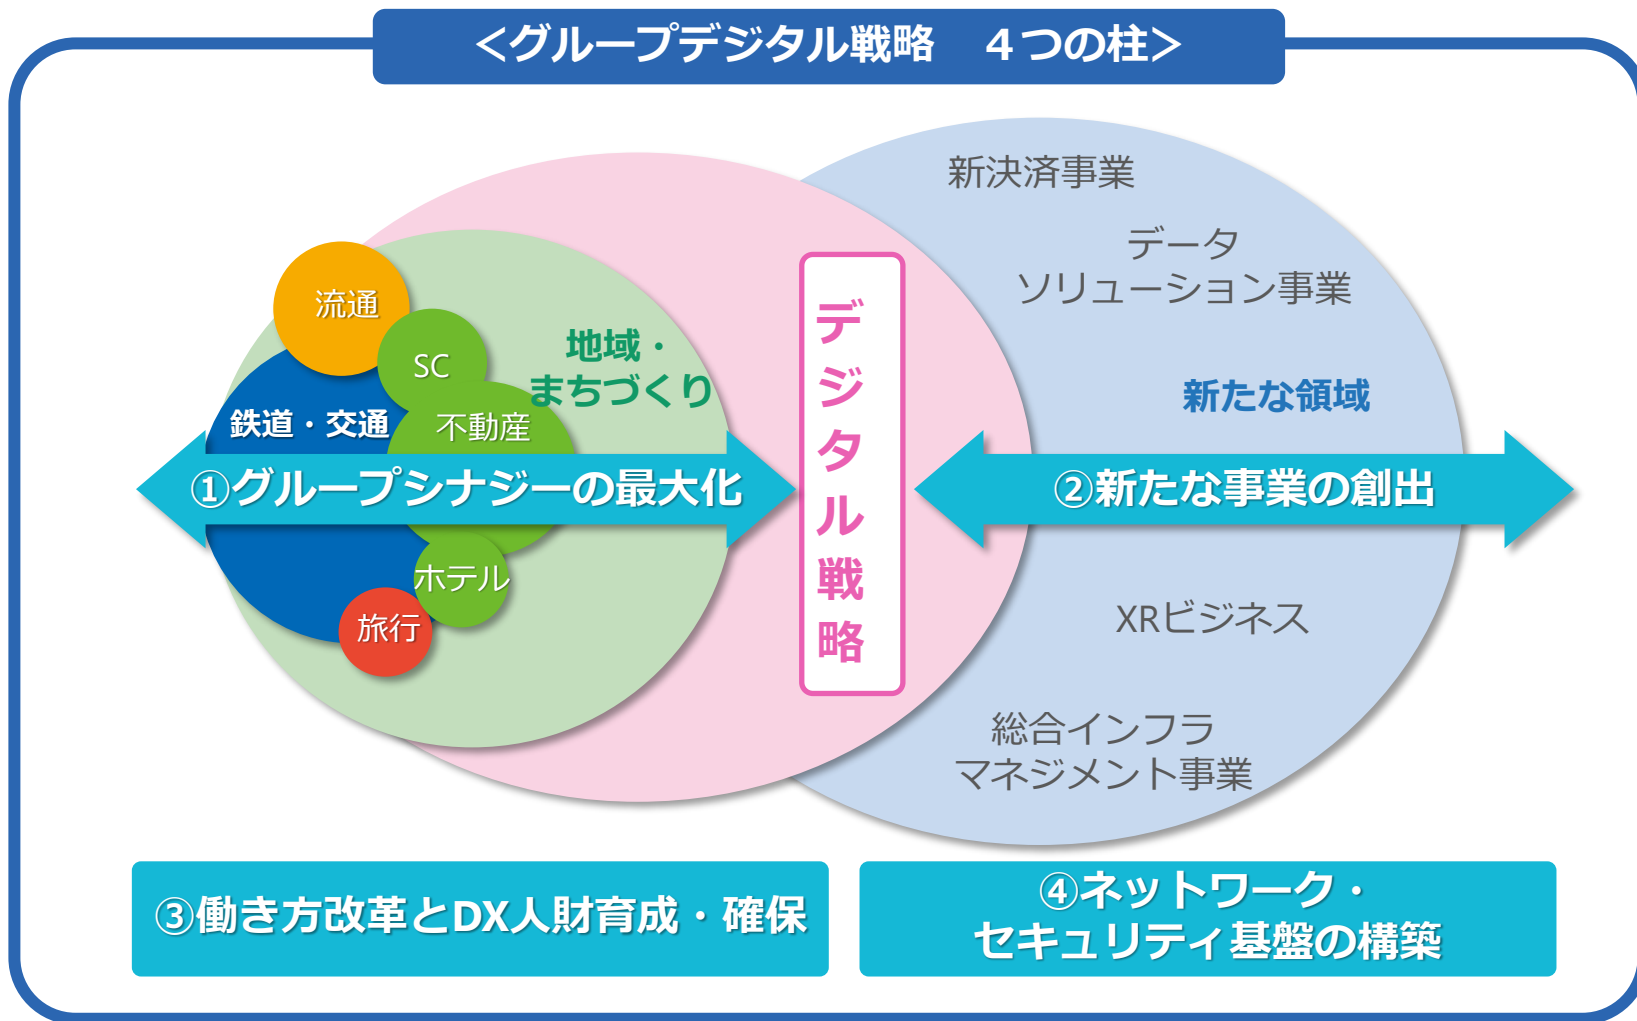 <グループデジタル戦略　４つの柱>
新決済事業
データ
ソリューション事業
新たな領域
流通
SC
地域・
まちづくり
鉄道・交通
不動産
デジタル戦略
①グループシナジーの最大化
②新たな事業の創出
ホテル
旅行
XRビジネス
総合インフラ
マネジメント事業
③働き方改革とDX人財育成・確保
④ネットワーク・
セキュリティ基盤の構築